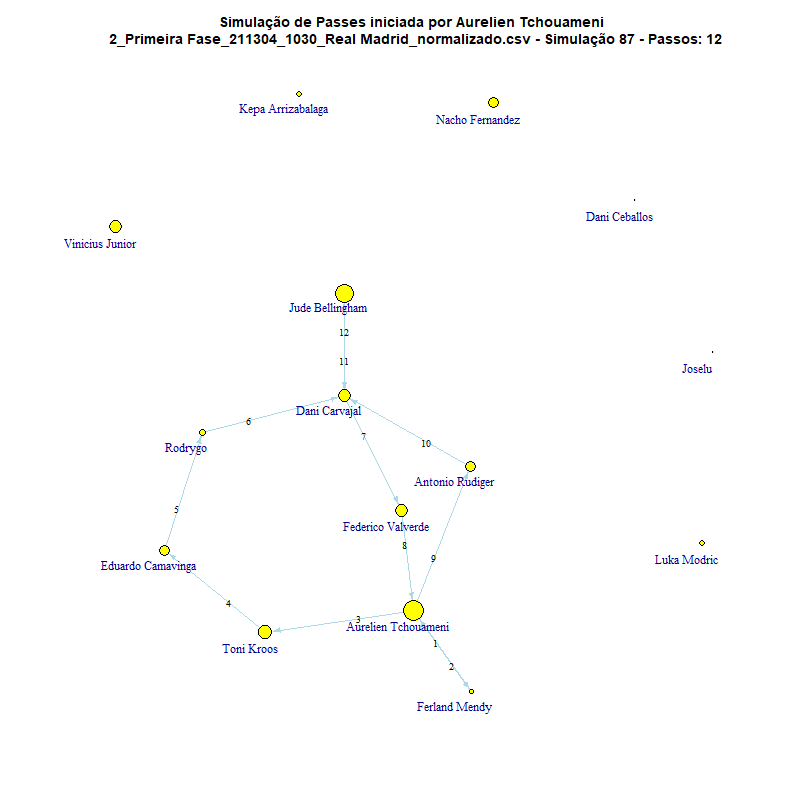 Simulação de Passes iniciada por Aurelien Tchouameni
2_Primeira Fase_211304_1030_Real Madrid_normalizado.csv - Simulação 87 - Passos: 12
Kepa Arrizabalaga
Nacho Fernandez
Dani Ceballos
Vinicius Junior
Jude Bellingham
12
11
Joselu
Dani Carvajal
6
7
10
Rodrygo
Antonio Rudiger
5
Federico Valverde
8
9
Luka Modric
Eduardo Camavinga
4
3
Aurelien Tchouameni
1
Toni Kroos
2
Ferland Mendy